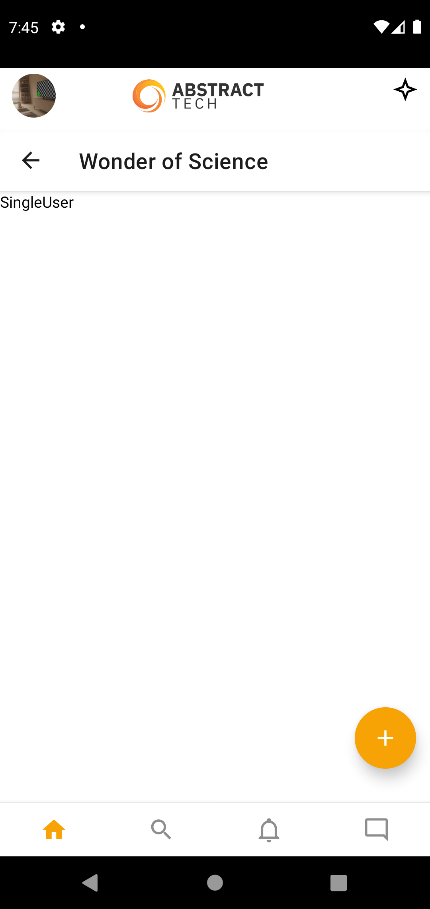 7:45
ABSTRACT
TECH
Wonder of Science
SingleUser